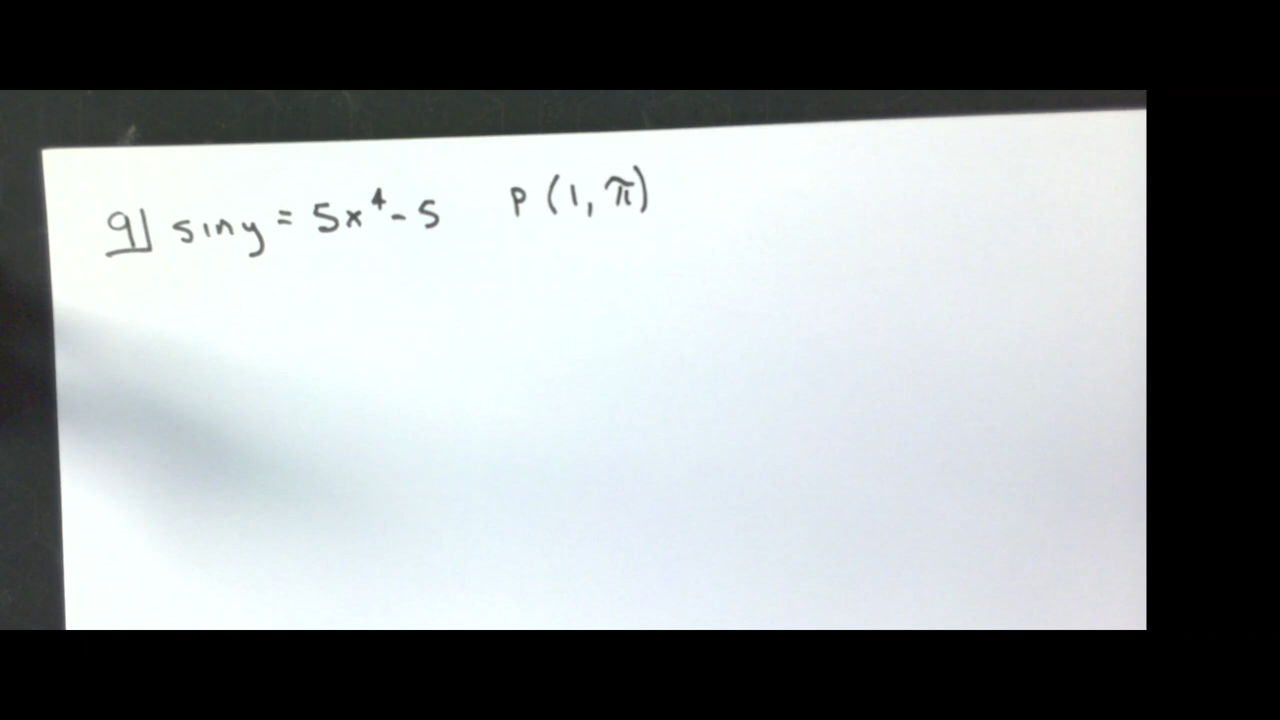 9] sin y = 5x⁴ - 5 P (1, π)